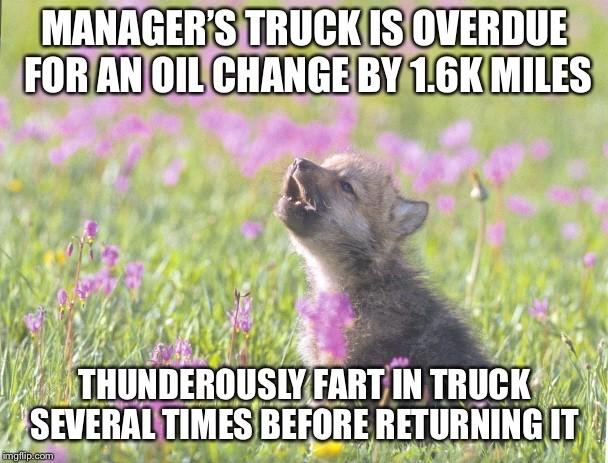 MANAGER'S TRUCK IS OVERDUE
FOR AN OIL CHANGE BY 1.6K MILES
THUNDEROUSLY FART IN TRUCK
SEVERAL TIMES BEFORE RETURNING IT
imgflip.com